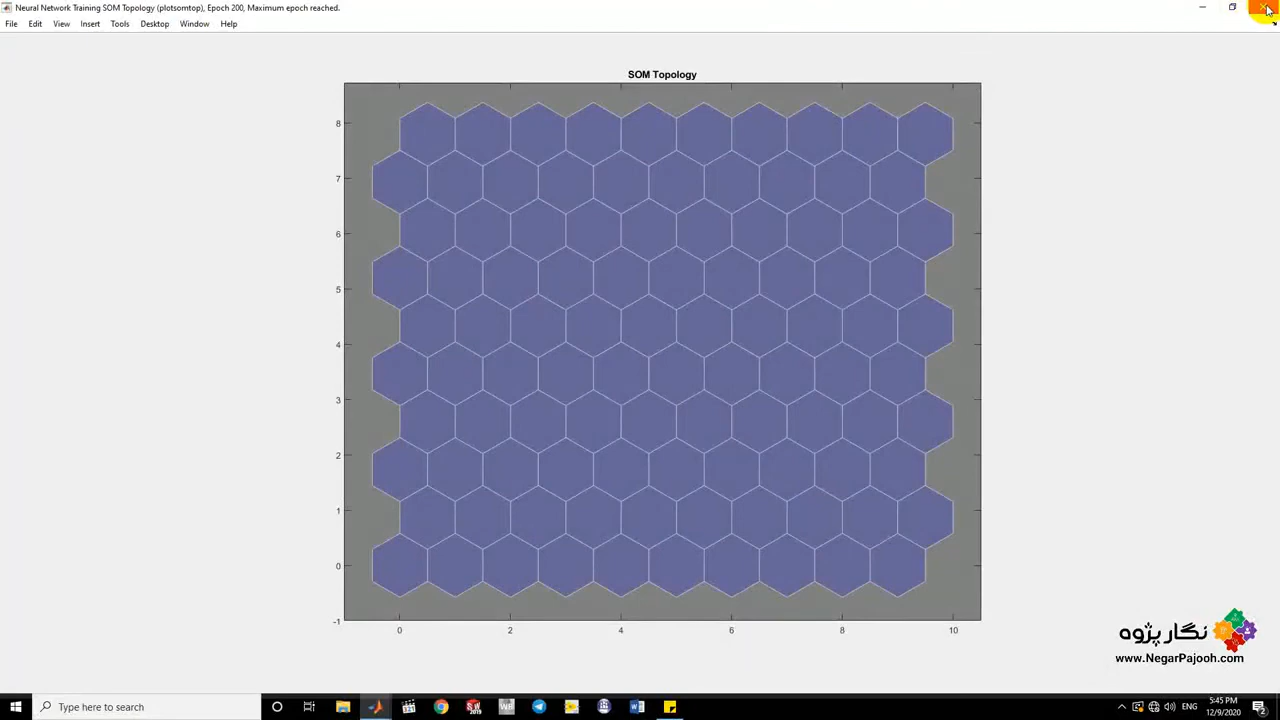 Neural Network Training SOM Topology (plotsomtop), Epoch 200, Maximum epoch reached.
File Edit View Insert Tools Desktop Window Help
SOM Topology
8
7
6
5
4
3
2
1
0
-1
0 2 4 6 8 10
نگار پژوه
www.NegarPajooh.com
Type here to search
ENG
5:45 PM
12/9/2020
2